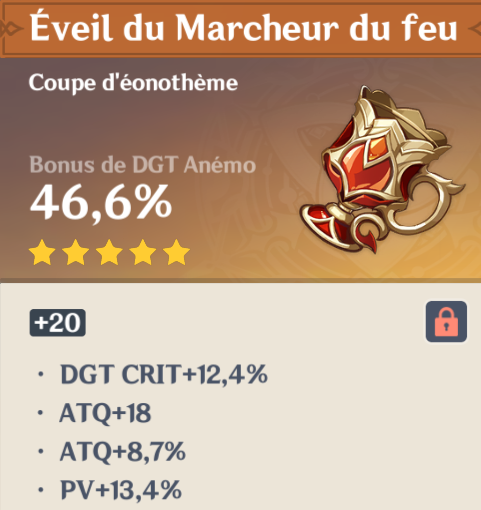 Éveil du Marcheur du feu
Coupe d'éonothème
Bonus de DGT Anémo
46,6%
+20
· DGT CRIT+12,4%
· ATQ+18
· ATQ+8,7%
· PV+13,4%